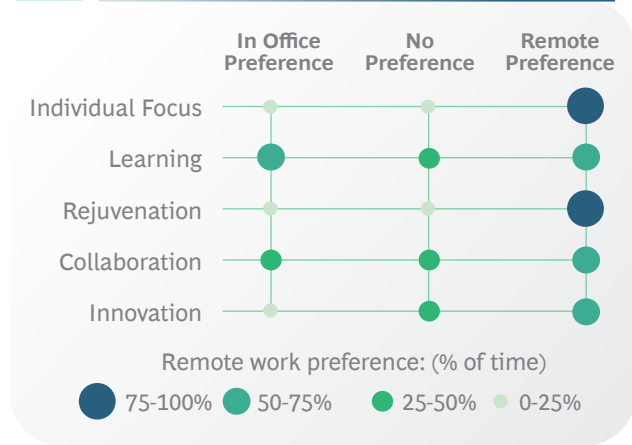 In Office
Preference
No
Preference
Remote
Preference
Individual Focus
Learning
Rejuvenation
Collaboration
Innovation
Remote work preference: (% of time)
75-100% 50-75% 25-50% 0-25%